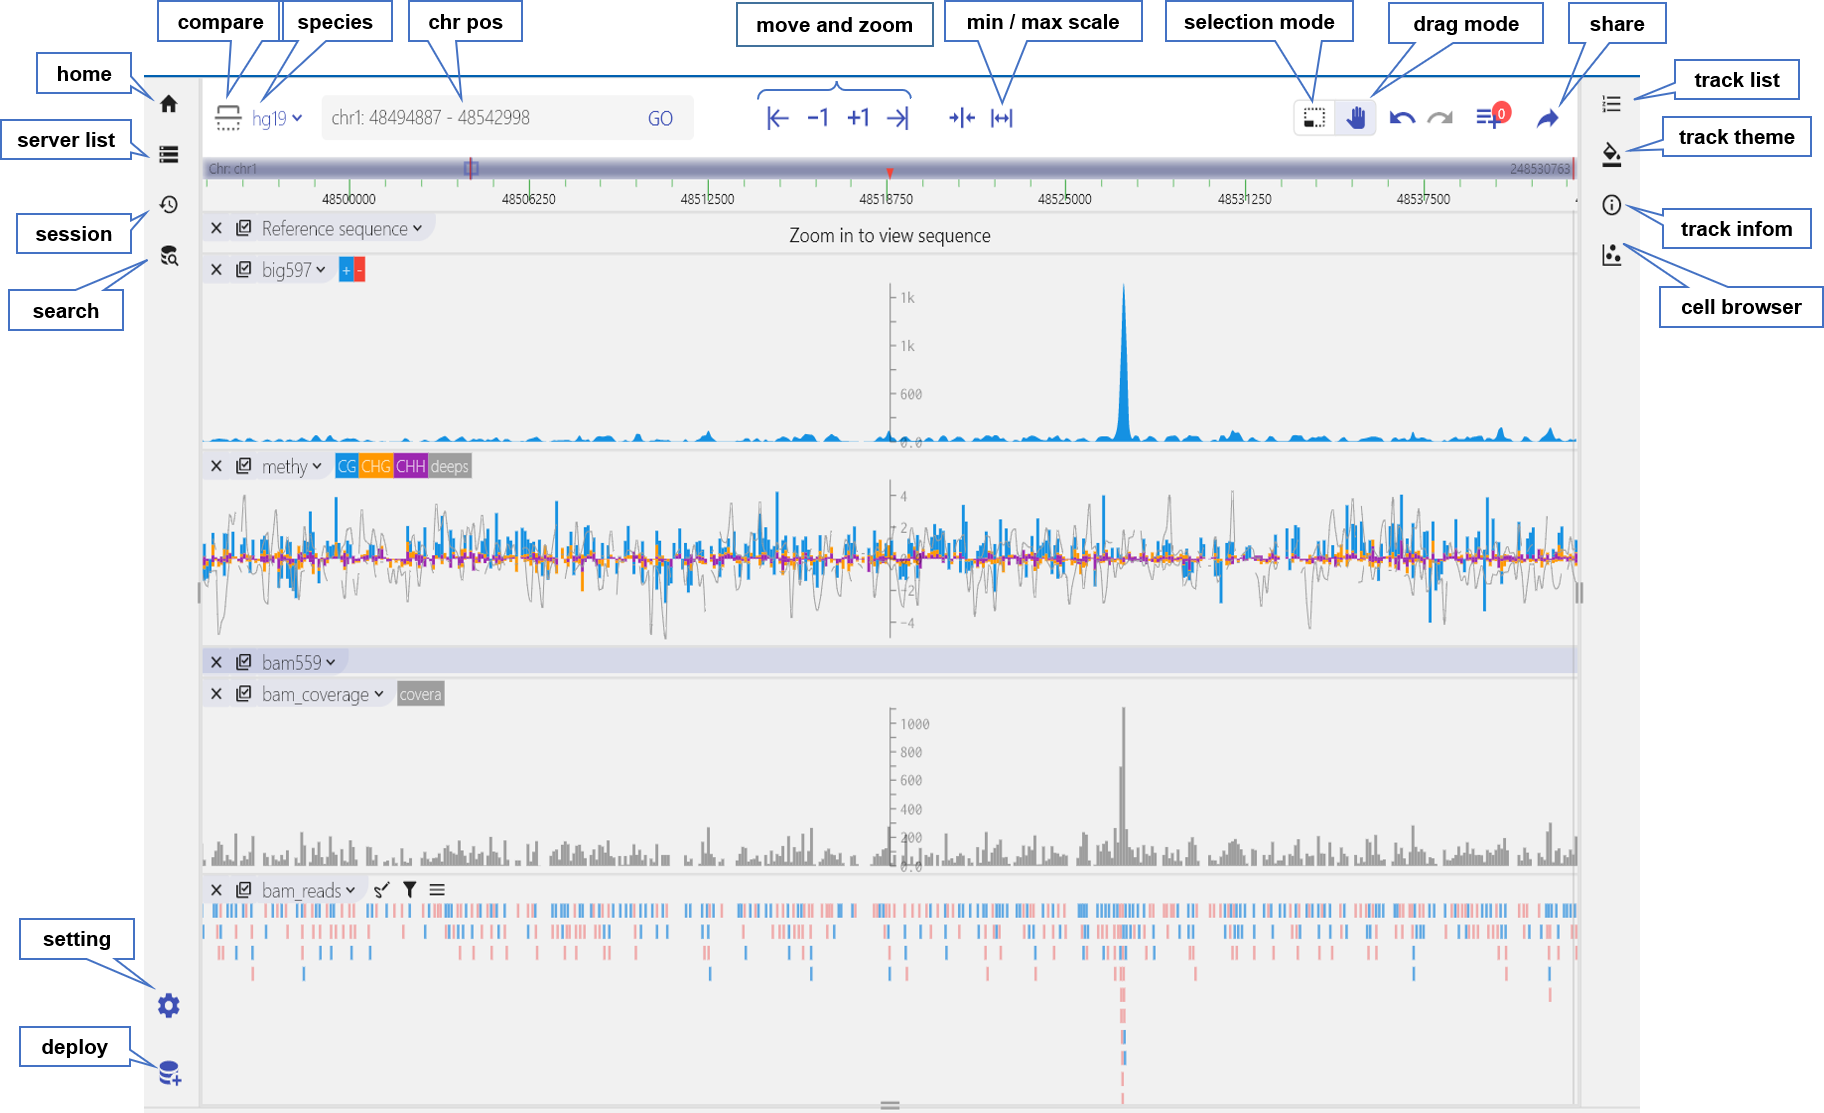 compare
species
chr pos
move and zoom
min / max scale
selection mode
drag mode
share
home
track list
hg19
chr1: 48494887 - 48542998
GO
-1
+1
0
server list
track theme
Chr: chr1
248530763
48500000
48506250
48512500
48518750
48525000
48531250
48537500
session
Reference sequence
Zoom in to view sequence
track infom
big597
+
-
search
cell browser
1k
1k
600
0.0
methy
CG
CHG
CHH
deeps
4
2
-2
-4
bam559
bam_coverage
covera
1000
800
600
400
200
0.0
bam_reads
setting
deploy